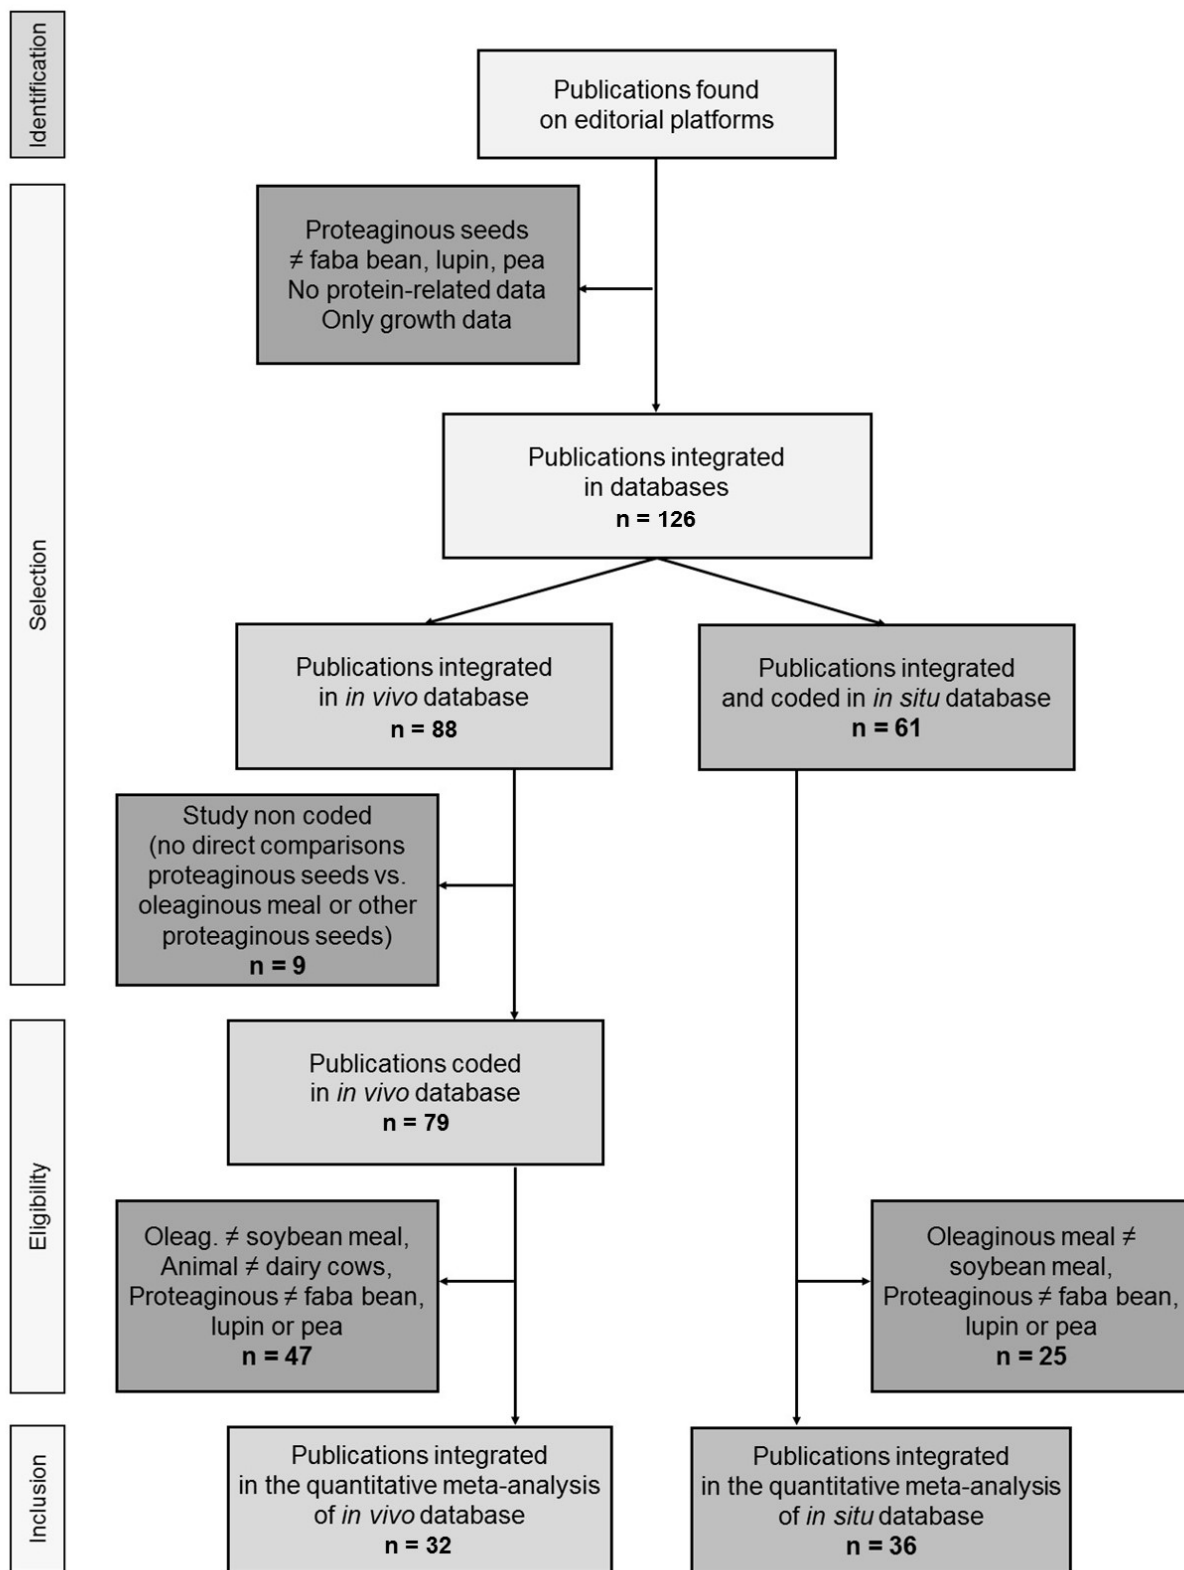 Identification
Publications found
on editorial platforms
Selection
Proteaginous seeds
≠ faba bean, lupin, pea
No protein-related data
Only growth data
Publications integrated
in databases
n = 126
Publications integrated
in in vivo database
n = 88
Publications integrated
and coded in in situ database
n = 61
Study non coded
(no direct comparisons
proteaginous seeds vs.
oleaginous meal or other
proteaginous seeds)
n = 9
Eligibility
Publications coded
in in vivo database
n = 79
Oleag. ≠ soybean meal,
Animal ≠ dairy cows,
Proteaginous ≠ faba bean,
lupin or pea
n = 47
Oleaginous meal ≠
soybean meal,
Proteaginous ≠ faba bean,
lupin or pea
n = 25
Inclusion
Publications integrated
in the quantitative meta-analysis
of in vivo database
n = 32
Publications integrated
in the quantitative meta-analysis
of in situ database
n = 36